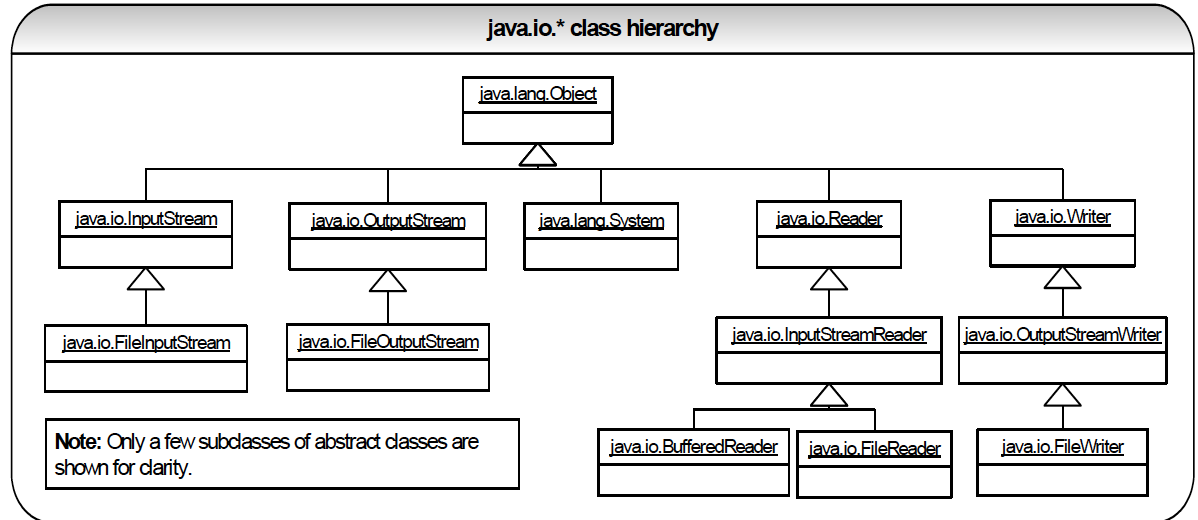 java.io.* class hierarchy
java.lang.Object
java.io.InputStream
java.io.OutputStream
java.lang.System
java.io.Reader
java.io.Writer
java.io.FileInputStream
java.io.FileOutputStream
java.io.InputStreamReader
java.io.OutputStreamWriter
java.io.BufferedReader
java.io.FileReader
java.io.FileWriter
Note: Only a few subclasses of abstract classes are
shown for clarity.